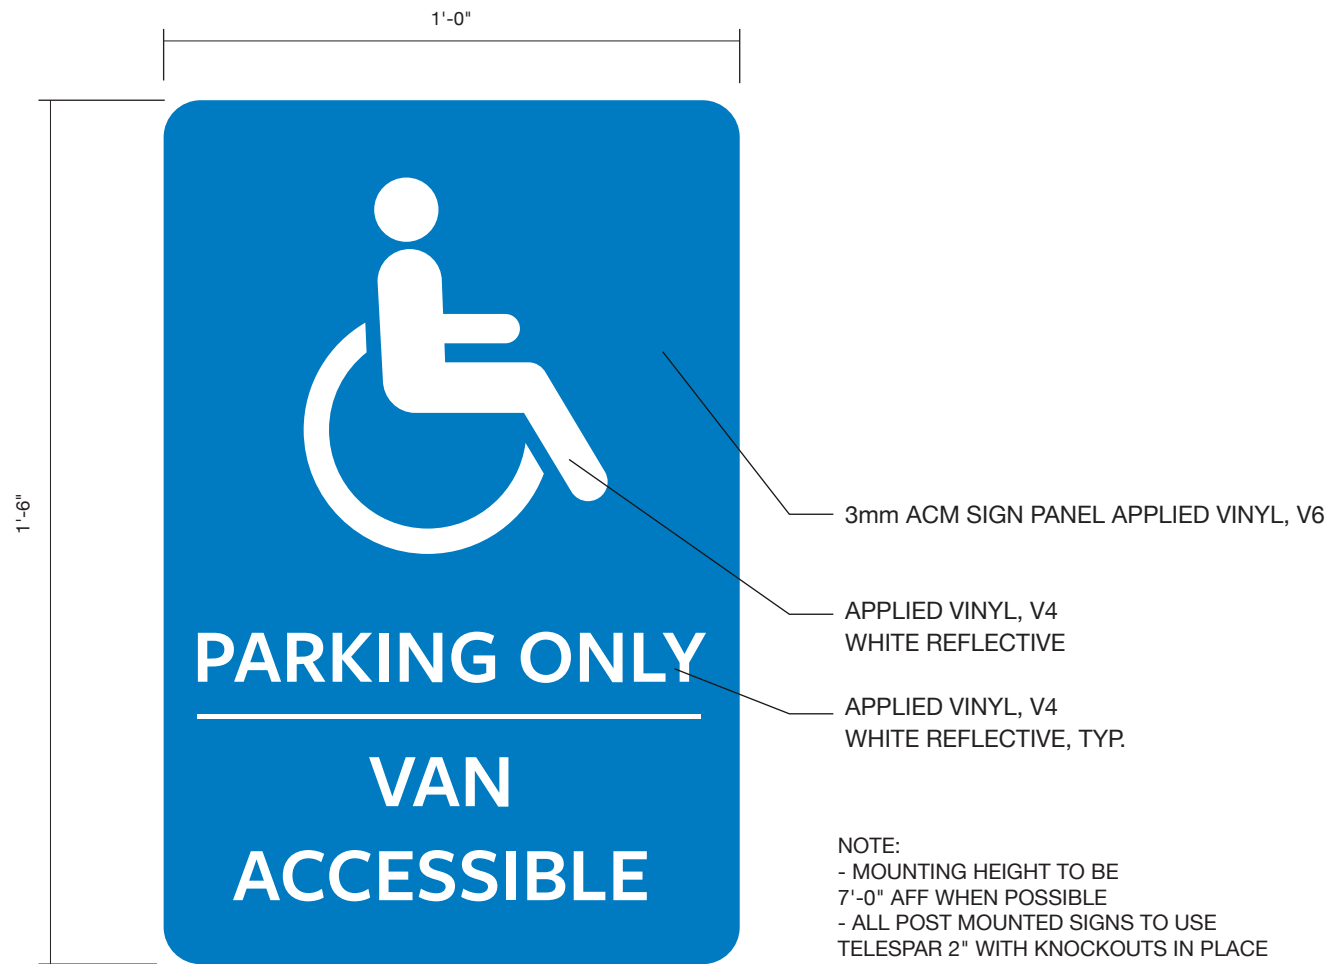 1'-0"
1'-6"
PARKING ONLY
VAN
ACCESSIBLE
3mm ACM SIGN PANEL APPLIED VINYL, V6
APPLIED VINYL, V4
WHITE REFLECTIVE
APPLIED VINYL, V4
WHITE REFLECTIVE, TYP.
NOTE:
- MOUNTING HEIGHT TO BE
7'-0" AFF WHEN POSSIBLE
- ALL POST MOUNTED SIGNS TO USE
TELESPAR 2" WITH KNOCKOUTS IN PLACE